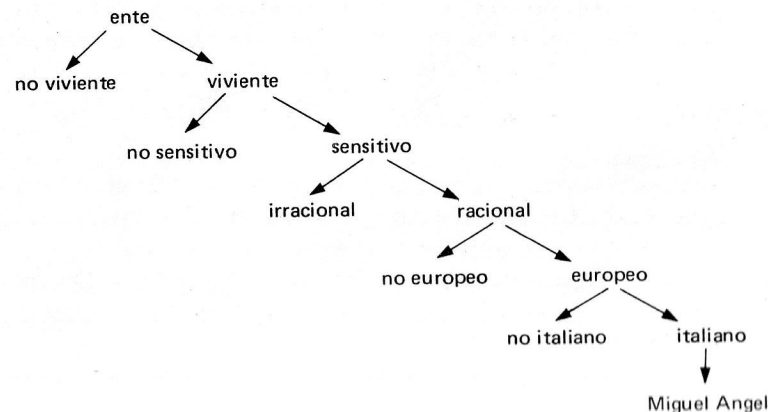 ente
no viviente
viviente
no sensitivo
sensitivo
irracional
racional
no europeo
europeo
no italiano
italiano
Miguel Angel